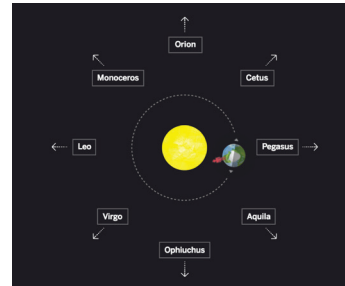 Orion
Monoceros
Cetus
Leo
Pegasus
Virgo
Aquila
Ophiuchus